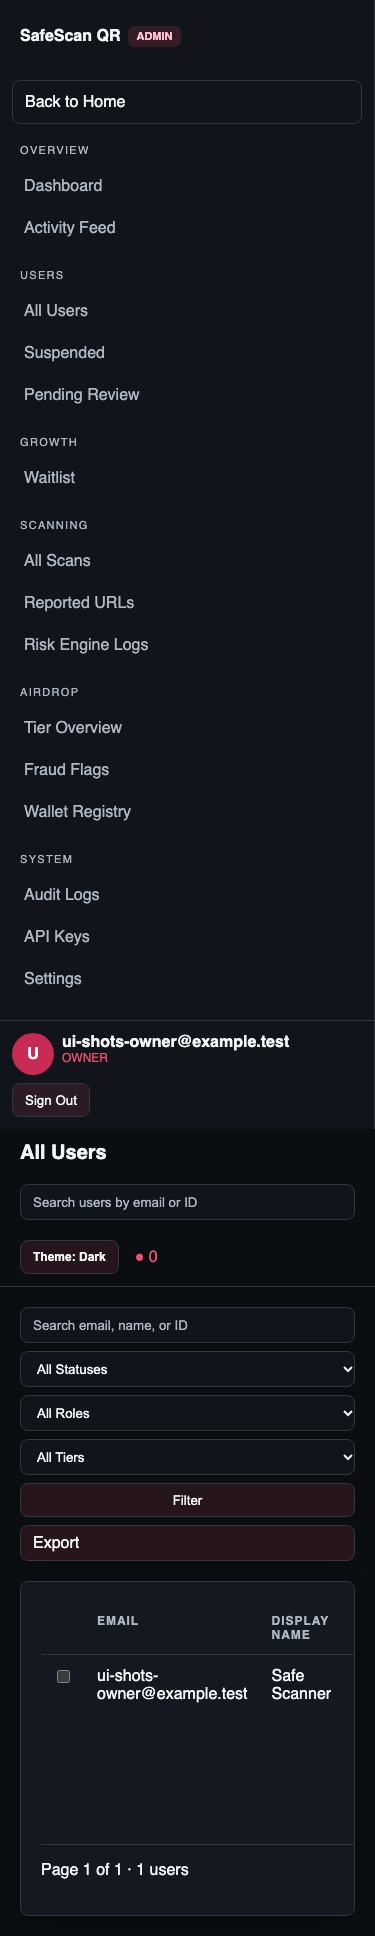 SafeScan QR ADMIN
Back to Home
OVERVIEW
Dashboard
Activity Feed
USERS
All Users
Suspended
Pending Review
GROWTH
Waitlist
SCANNING
All Scans
Reported URLs
Risk Engine Logs
AIRDROP
Tier Overview
Fraud Flags
Wallet Registry
SYSTEM
Audit Logs
API Keys
Settings
U
ui-shots-owner@example.test
OWNER
Sign Out
All Users
Search users by email or ID
Theme: Dark
0
Search email, name, or ID
All Statuses
All Roles
All Tiers
Filter
Export
EMAIL
DISPLAY
NAME
ui-shots-
owner@example.test
Safe
Scanner
Page 1 of 1 · 1 users